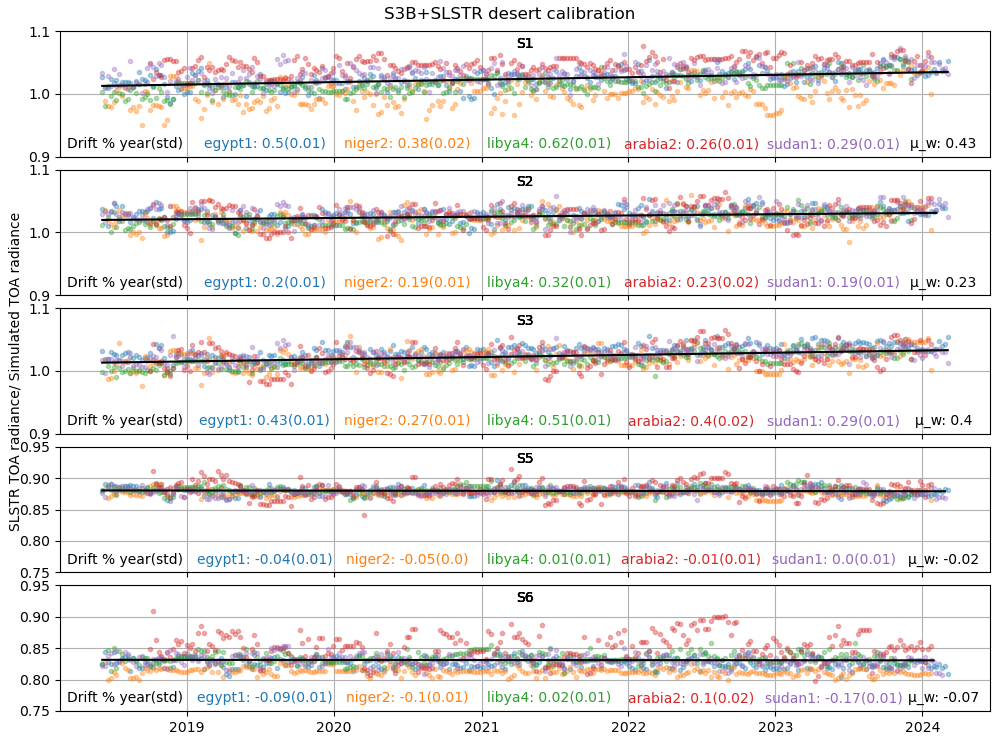 S3B+SLSTR desert calibration
SLSTR TOA radiance/ Simulated TOA radiance
S1
1.1
1.0
0.9
Drift % year(std) egypt1: 0.5(0.01) niger2: 0.38(0.02) libya4: 0.62(0.01) arabia2: 0.26(0.01) sudan1: 0.29(0.01) μ_w: 0.43
S2
1.1
1.0
0.9
Drift % year(std) egypt1: 0.2(0.01) niger2: 0.19(0.01) libya4: 0.32(0.01) arabia2: 0.23(0.02) sudan1: 0.19(0.01) μ_w: 0.23
S3
1.1
1.0
0.9
Drift % year(std) egypt1: 0.43(0.01) niger2: 0.27(0.01) libya4: 0.51(0.01) arabia2: 0.4(0.02) sudan1: 0.29(0.01) μ_w: 0.4
S5
0.95
0.90
0.85
0.80
0.75
Drift % year(std) egypt1: -0.04(0.01) niger2: -0.05(0.0) libya4: 0.01(0.01) arabia2: -0.01(0.01) sudan1: 0.0(0.01) μ_w: -0.02
S6
0.95
0.90
0.85
0.80
0.75
Drift % year(std) egypt1: -0.09(0.01) niger2: -0.1(0.01) libya4: 0.02(0.01) arabia2: 0.1(0.02) sudan1: -0.17(0.01) μ_w: -0.07
2019 2020 2021 2022 2023 2024